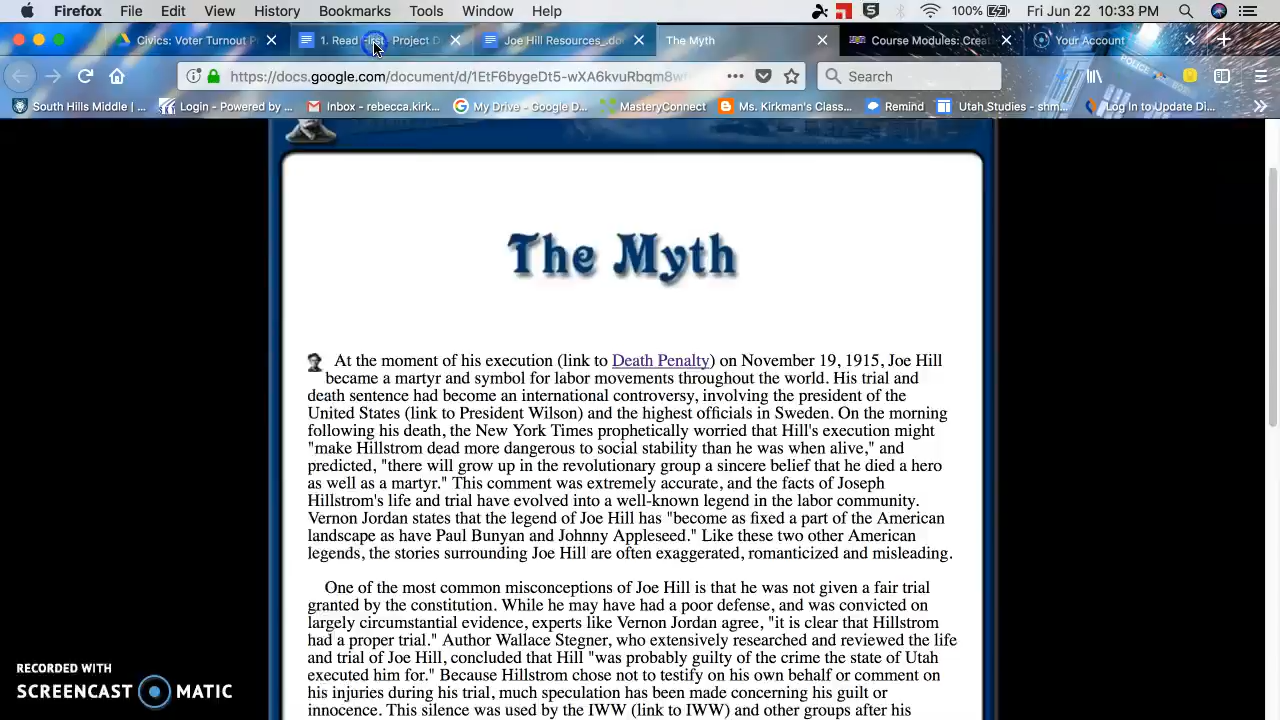 Firefox File Edit View History Bookmarks Tools Window Help 100% Fri Jun 22 10:33 PM
Civics: Voter Turnout P 1. Read Project D Joe Hill Resources_.do The Myth Course Modules: Crea Your Account
https://docs.google.com/document/d/1EtF6bygeDt5-wXA6kvuRbqm8w Search
South Hills Middle |... Login - Powered by ... Inbox - rebecca.kirk... My Drive - Google D... MasteryConnect Ms. Kirkman's Class... Remind Utah Studies - shm... Log In to Update Di...
The Myth
At the moment of his execution (link to Death Penalty) on November 19, 1915, Joe Hill
became a martyr and symbol for labor movements throughout the world. His trial and
death sentence had become an international controversy, involving the president of the
United States (link to President Wilson) and the highest officials in Sweden. On the morning
following his death, the New York Times prophetically worried that Hill's execution might
"make Hillstrom dead more dangerous to social stability than he was when alive," and
predicted, "there will grow up in the revolutionary group a sincere belief that he died a hero
as well as a martyr." This comment was extremely accurate, and the facts of Joseph
Hillstrom's life and trial have evolved into a well-known legend in the labor community.
Vernon Jordan states that the legend of Joe Hill has "become as fixed a part of the American
landscape as have Paul Bunyan and Johnny Appleseed." Like these two other American
legends, the stories surrounding Joe Hill are often exaggerated, romanticized and misleading.
One of the most common misconceptions of Joe Hill is that he was not given a fair trial
granted by the constitution. While he may have had a poor defense, and was convicted on
largely circumstantial evidence, experts like Vernon Jordan agree, "it is clear that Hillstrom
had a proper trial." Author Wallace Stegner, who extensively researched and reviewed the life
and trial of Joe Hill, concluded that Hill "was probably guilty of the crime the state of Utah
executed him for." Because Hillstrom chose not to testify on his own behalf or comment on
his injuries during his trial, much speculation has been made concerning his guilt or
innocence. This silence was used by the IWW (link to IWW) and other groups after his
RECORDED WITH
SCREENCAST MATIC